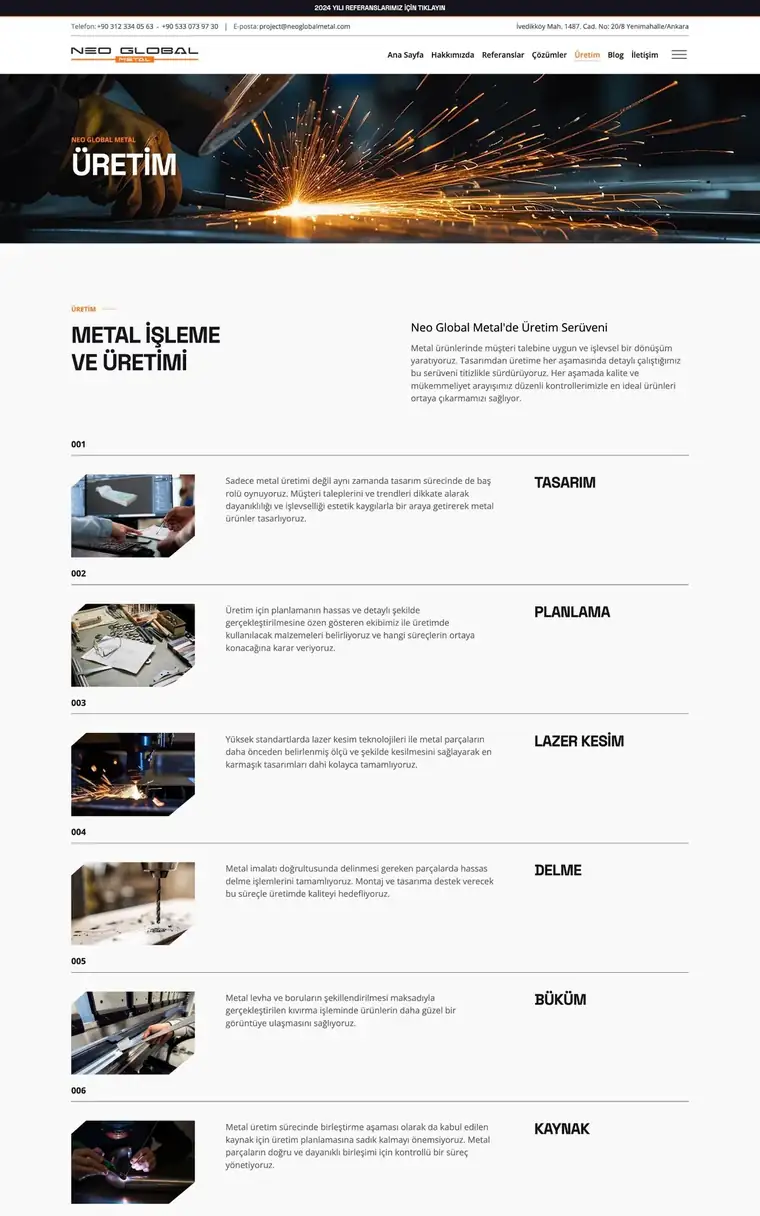 2024 YILI REFERANSLARIMIZ İÇİN TIKLAYIN
Telefon: +90 312 334 05 63 - +90 533 073 97 30 | E-posta: project@neoglobalmetal.com
İvedikköy Mah, 1487. Cad. No: 20/8 Yenimahalle/Ankara
NEO GLOBAL
METAL
Ana Sayfa Hakkımızda Referanslar Çözümler Üretim Blog İletişim
NEO GLOBAL METAL
ÜRETİM
ÜRETİM
METAL İŞLEME
VE ÜRETİMİ
Neo Global Metal'de Üretim Serüveni
Metal ürünlerinde müşteri talebine uygun ve işlevsel bir dönüşüm
yaratıyoruz. Tasarımdan üretime her aşamasında detaylı çalıştığımız
bu serüveni titizlikle sürdürüyoruz. Her aşamada kalite ve
mükemmeliyet arayışımız düzenli kontrollerimizle en ideal ürünleri
ortaya çıkarmamızı sağlıyor.
001
Sadece metal üretimi değil aynı zamanda tasarım sürecinde de baş
rolü oynuyoruz. Müşteri taleplerini ve trendleri dikkate alarak
dayanıklılığı ve işlevselliği estetik kaygılarla bir araya getirerek metal
ürünler tasarlıyoruz.
TASARIM
002
Üretim için planlamanın hassas ve detaylı şekilde
gerçekleştirilmesine özen gösteren ekibimiz ile üretimde
kullanılacak malzemeleri belirliyoruz ve hangi süreçlerin ortaya
konacağına karar veriyoruz.
PLANLAMA
003
Yüksek standartlarda lazer kesim teknolojileri ile metal parçaların
daha önceden belirlenmiş ölçü ve şekilde kesilmesini sağlayarak en
karmaşık tasarımları dahi kolayca tamamlıyoruz.
LAZER KESİM
004
Metal imalatı doğrultusunda delinmesi gereken parçalarda hassas
delme işlemlerini tamamlıyoruz. Montaj ve tasarıma destek verecek
bu süreçle üretimde kaliteyi hedefliyoruz.
DELME
005
Metal levha ve boruların şekillendirilmesi maksadıyla
gerçekleştirilen kıvırma işleminde ürünlerin daha güzel bir
görüntüye ulaşmasını sağlıyoruz.
BÜKÜM
006
Metal üretim sürecinde birleştirme aşaması olarak da kabul edilen
kaynak için üretim planlamasına sadık kalmayı önemsiyoruz. Metal
parçaların doğru ve dayanıklı birleşimi için kontrollü bir süreç
yönetiyoruz.
KAYNAK